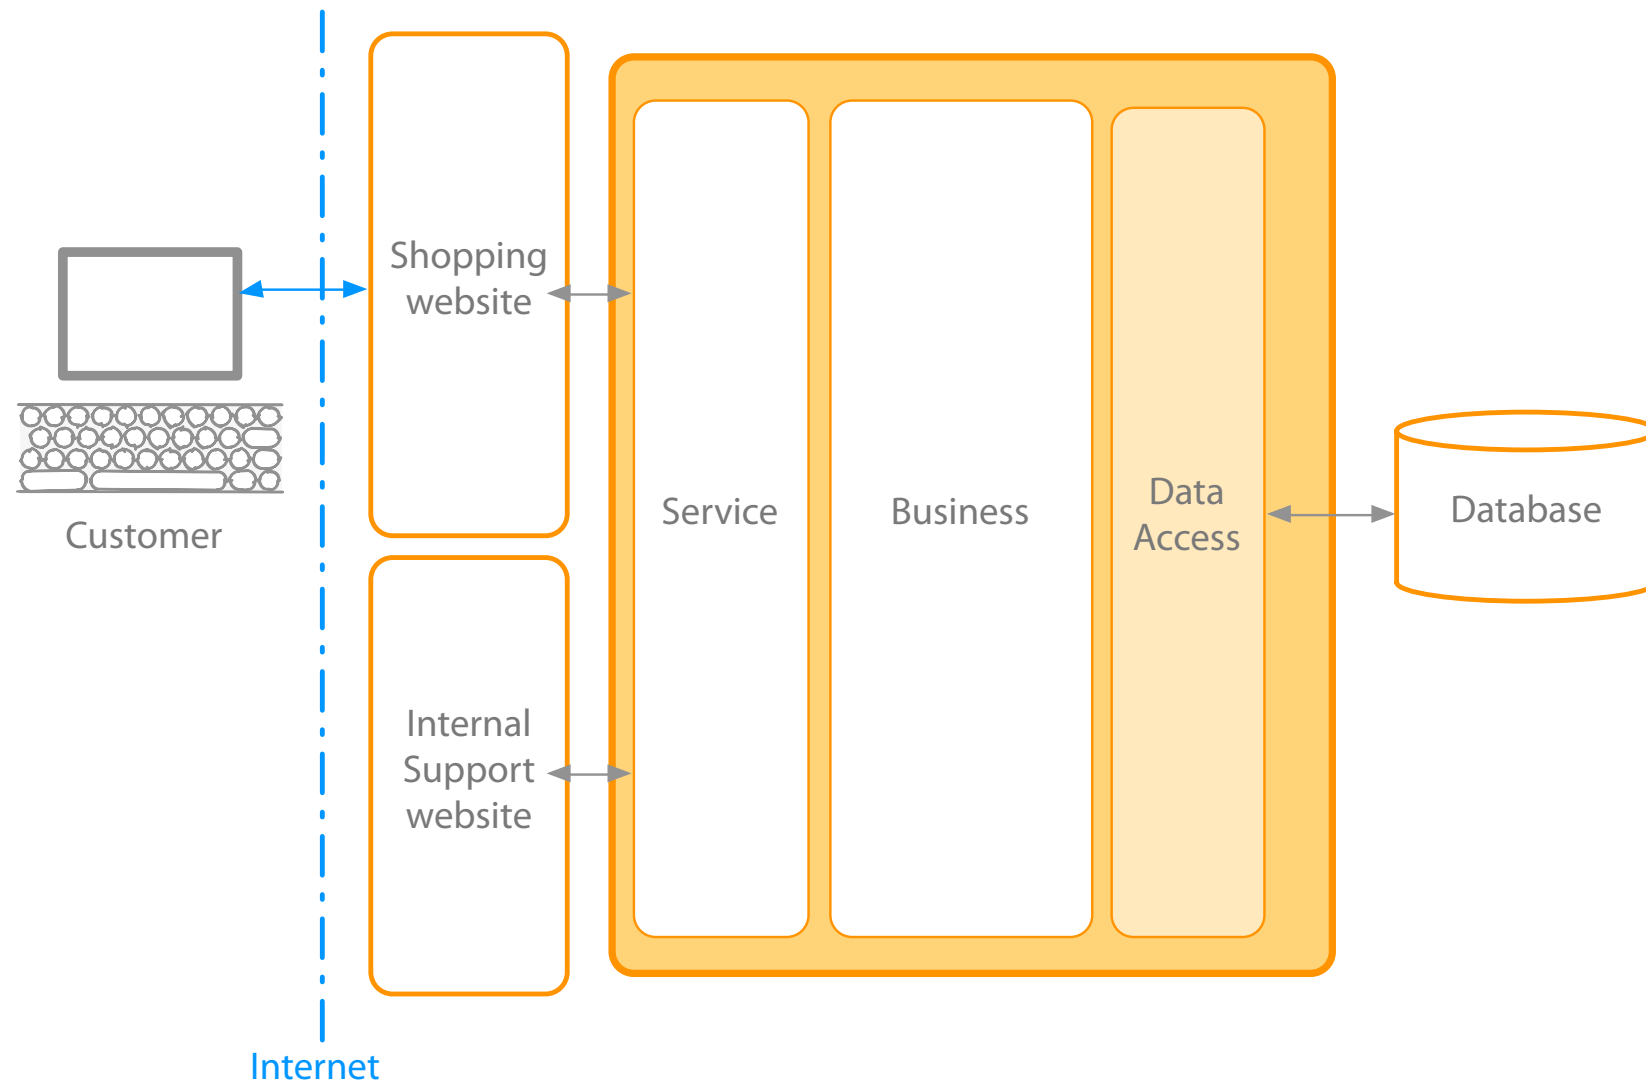 Shopping
website
Customer
Internal
Support
website
Service
Business
Data
Access
Database
Internet